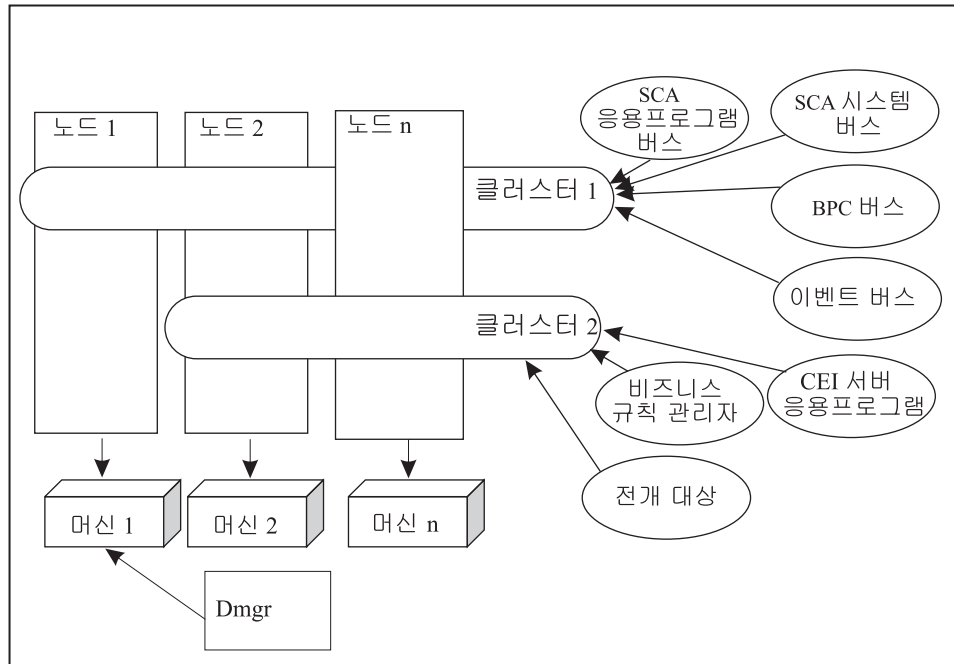 노드 1
노드 2
노드 n
SCA
응용프로그램
버스
SCA 시스템
버스
클러스터 1
BPC 버스
이벤트 버스
클러스터 2
비즈니스
규칙 관리자
CEI 서버
응용프로그램
전개 대상
머신 1
머신 2
머신 n
Dmgr